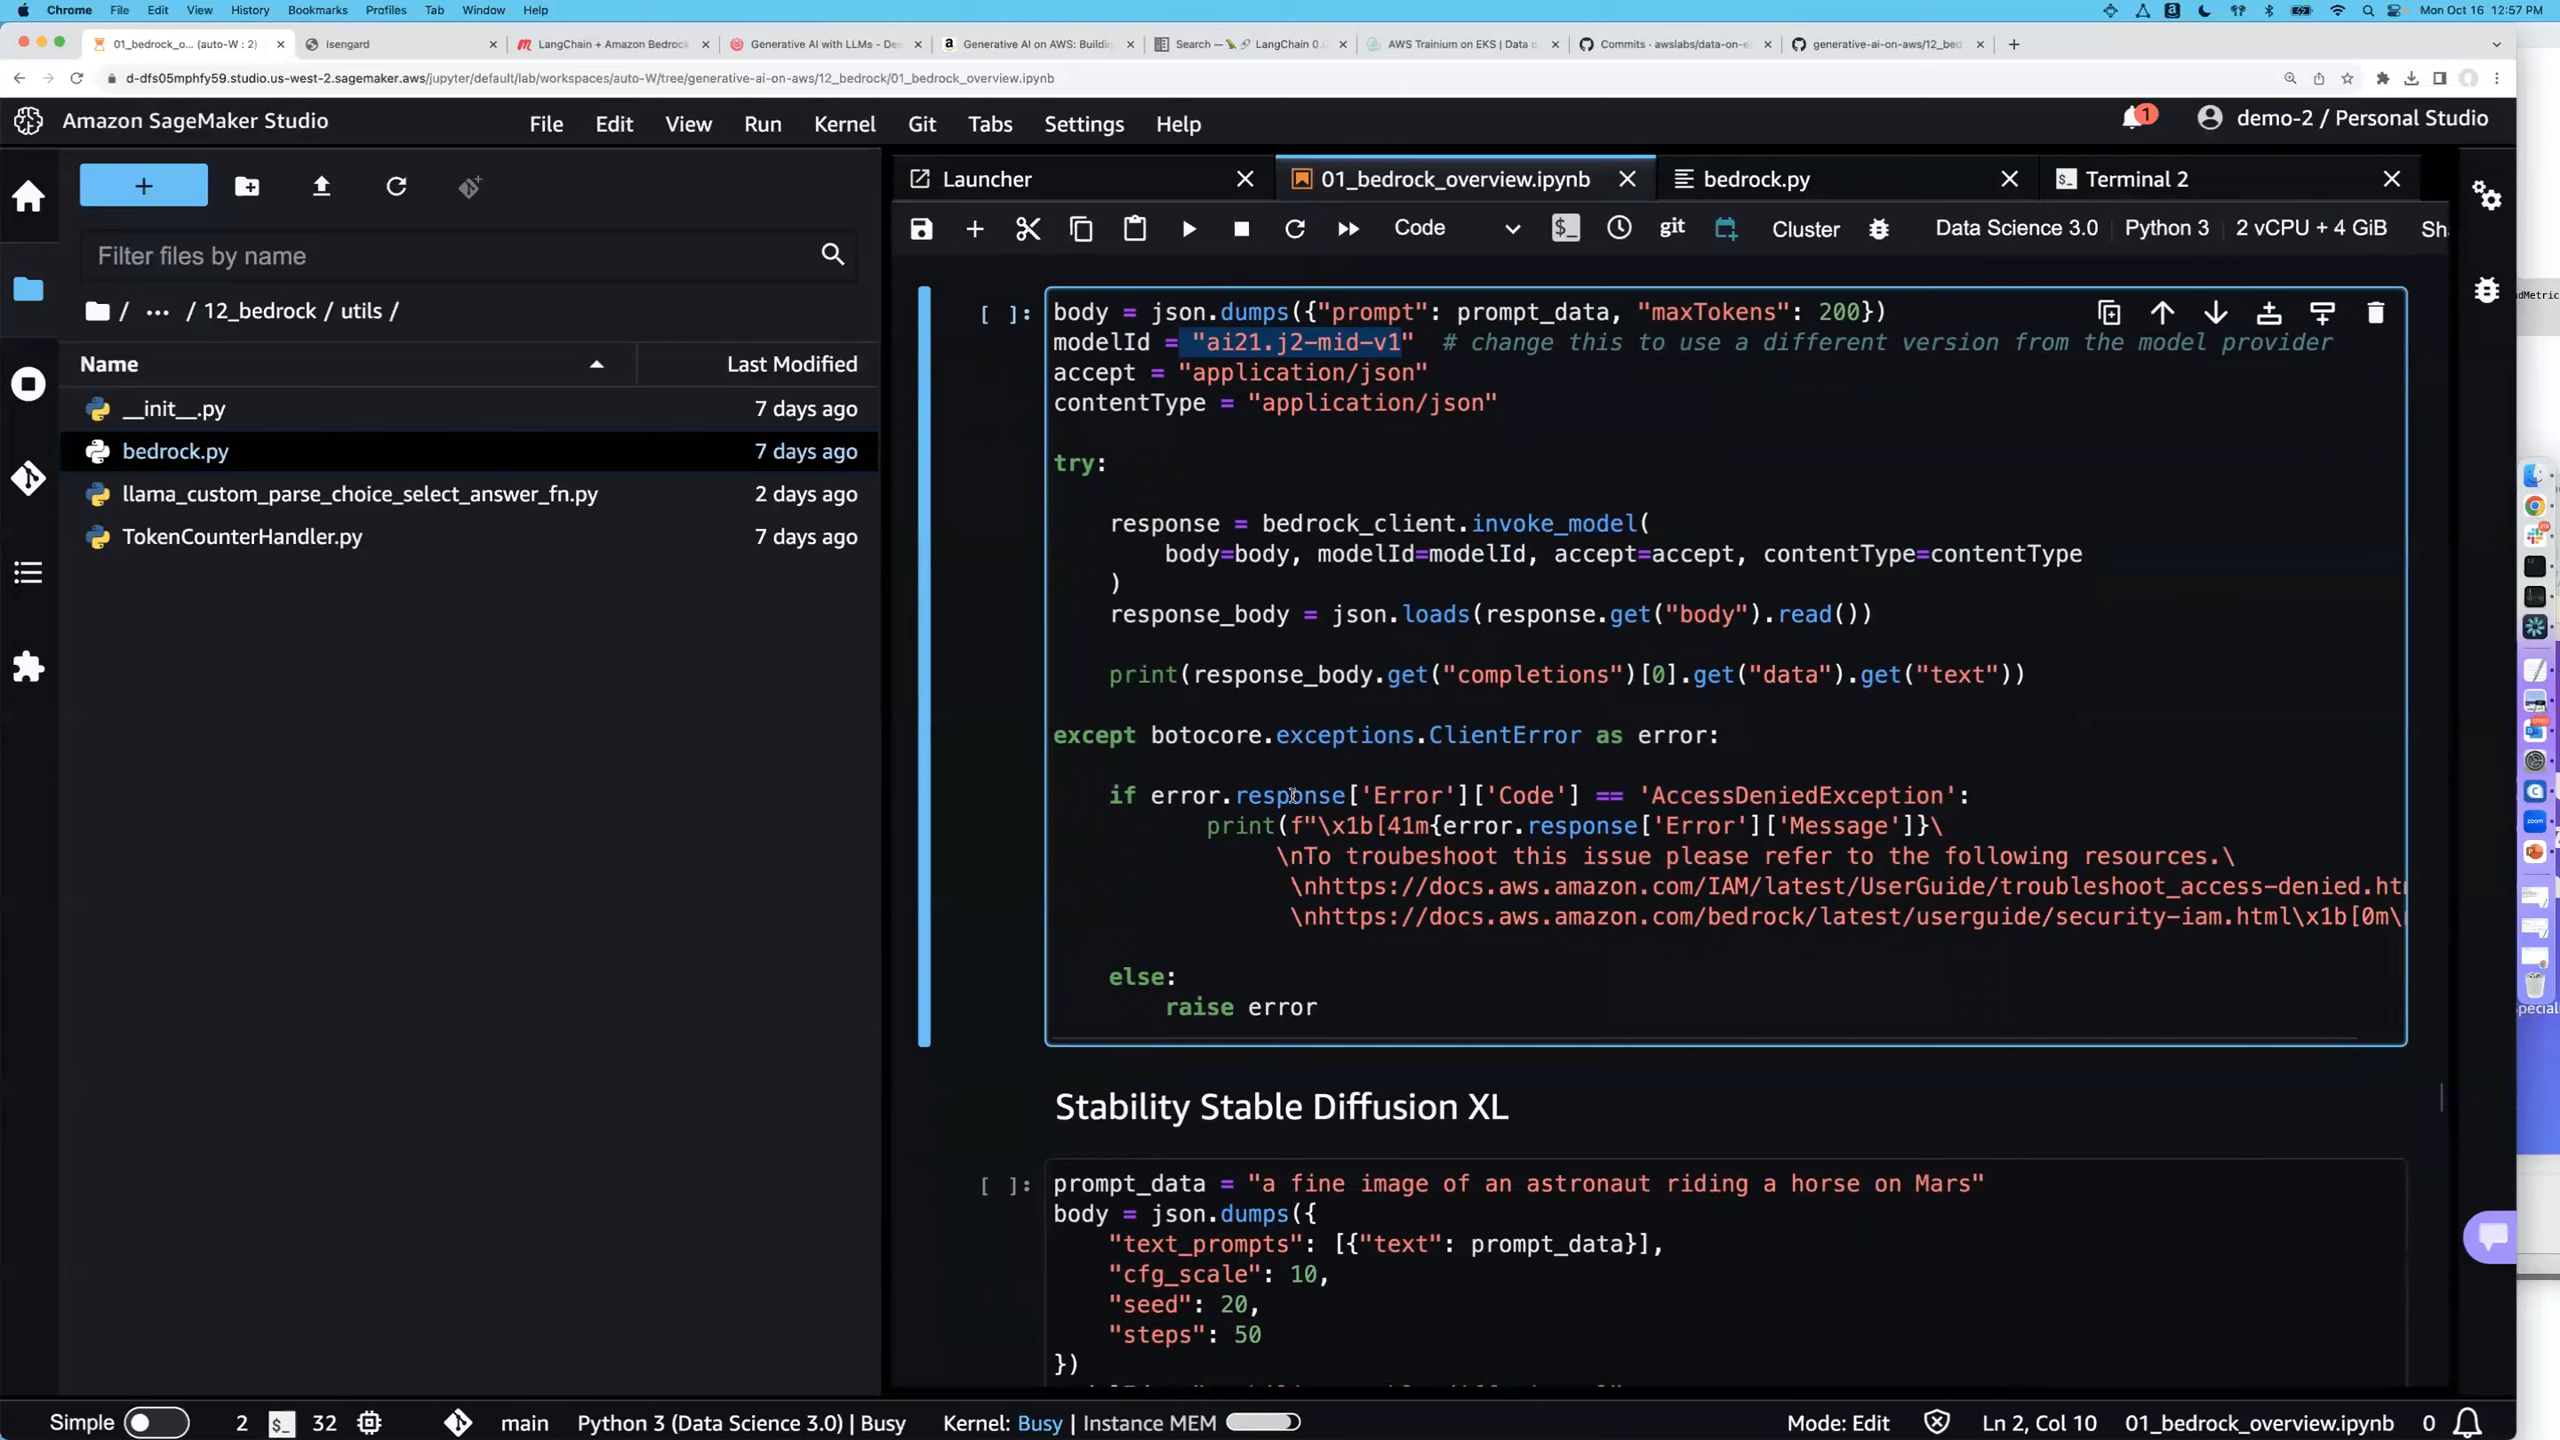 Chrome File Edit View History Bookmarks Profiles Tab Window Help Mon Oct 16 12:57 PM
01_bedrock_o... (auto-W : 2) Isengard LangChain + Amazon Bedrock Generative AI with LLMs - De Generative AI on AWS: Buildin Search — LangChain 0. AWS Trainium on EKS | Data o Commits · awslabs/data-on-e generative-ai-on-aws/12_bed
d-dfs05mphfy59.studio.us-west-2.sagemaker.aws/jupyter/default/lab/workspaces/auto-W/tree/generative-ai-on-aws/12_bedrock/01_bedrock_overview.ipynb
Amazon SageMaker Studio File Edit View Run Kernel Git Tabs Settings Help 1 demo-2 / Personal Studio
Launcher 01_bedrock_overview.ipynb bedrock.py Terminal 2
Code git Cluster Data Science 3.0 Python 3 2 vCPU + 4 GiB Sh
Filter files by name
/ ··· / 12_bedrock / utils /
Name Last Modified
__init__.py 7 days ago
bedrock.py 7 days ago
llama_custom_parse_choice_select_answer_fn.py 2 days ago
TokenCounterHandler.py 7 days ago
[ ]:
body = json.dumps({"prompt": prompt_data, "maxTokens": 200})
modelId = "ai21.j2-mid-v1"  # change this to use a different version from the model provider
accept = "application/json"
contentType = "application/json"
try:
response = bedrock_client.invoke_model(
body=body, modelId=modelId, accept=accept, contentType=contentType
)
response_body = json.loads(response.get("body").read())
print(response_body.get("completions")[0].get("data").get("text"))
except botocore.exceptions.ClientError as error:
if error.response['Error']['Code'] == 'AccessDeniedException':
print(f"\x1b[41m{error.response['Error']['Message']}\
\nTo troubeshoot this issue please refer to the following resources.\
\nhttps://docs.aws.amazon.com/IAM/latest/UserGuide/troubleshoot_access-denied.ht
\nhttps://docs.aws.amazon.com/bedrock/latest/userguide/security-iam.html\x1b[0m\
else:
raise error
Stability Stable Diffusion XL
[ ]:
prompt_data = "a fine image of an astronaut riding a horse on Mars"
body = json.dumps({
"text_prompts": [{"text": prompt_data}],
"cfg_scale": 10,
"seed": 20,
"steps": 50
})
Simple 2 32 main Python 3 (Data Science 3.0) | Busy Kernel: Busy | Instance MEM Mode: Edit Ln 2, Col 10 01_bedrock_overview.ipynb 0